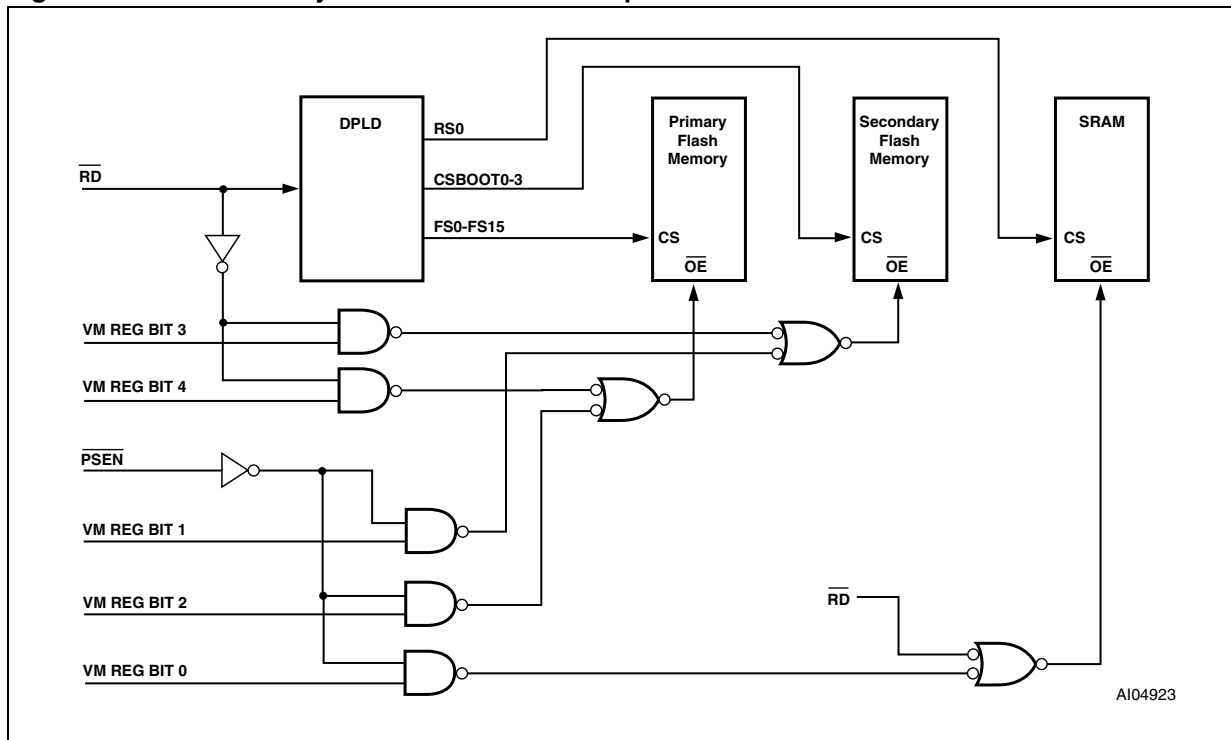 DPLD
RS0
CSBOOT0-3
FS0-FS15
Primary
Flash
Memory
CS
OE
Secondary
Flash
Memory
CS
OE
SRAM
CS
OE
RD
VM REG BIT 3
VM REG BIT 4
PSEN
VM REG BIT 1
VM REG BIT 2
VM REG BIT 0
RD
AI04923